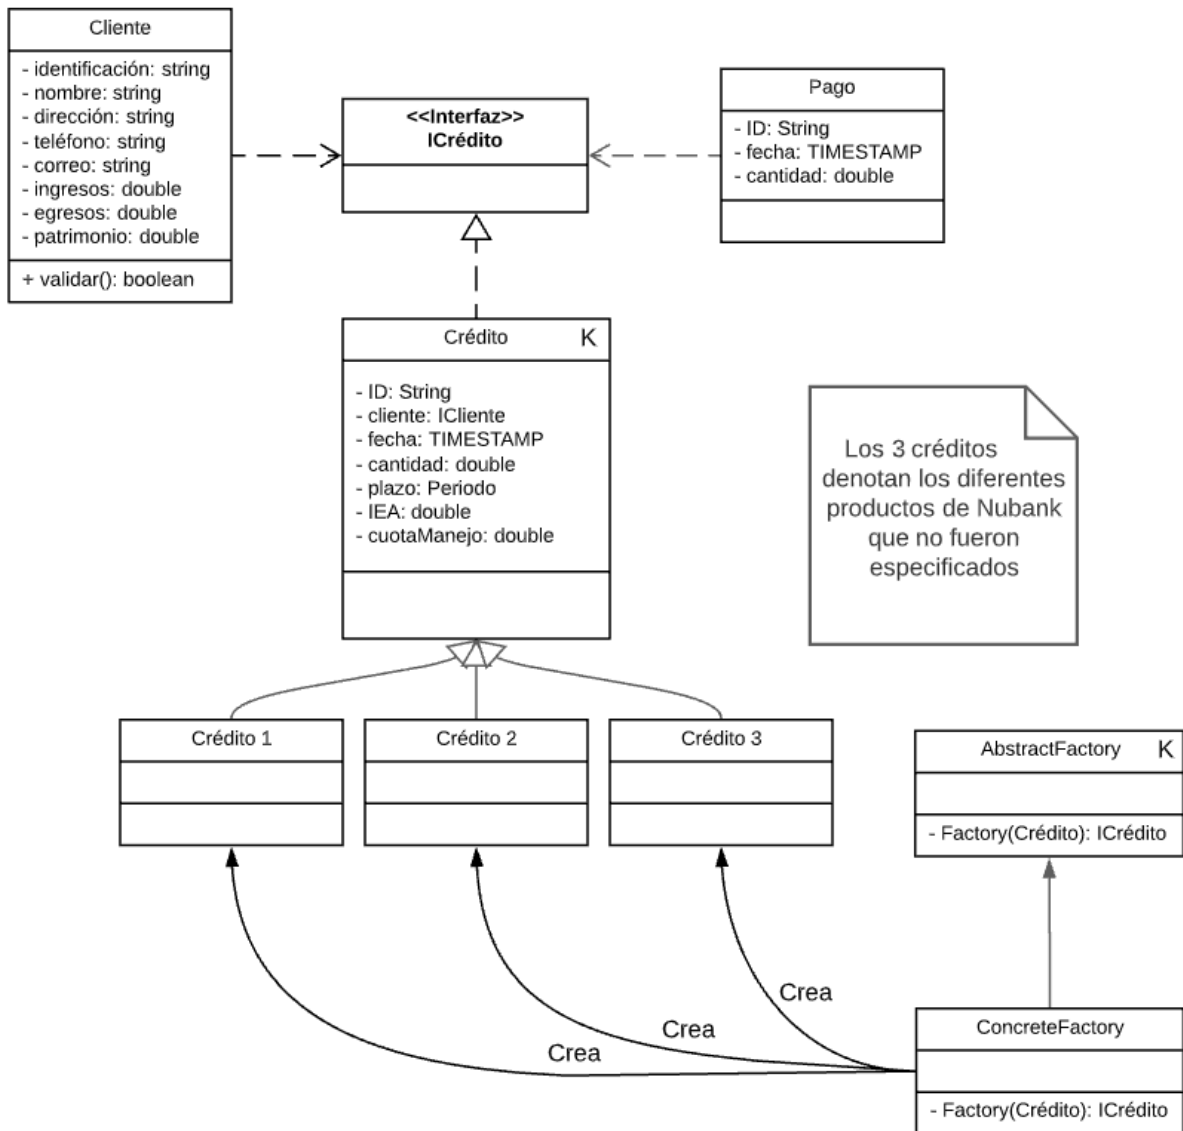 Cliente
- identificación: string
- nombre: string
- dirección: string
- teléfono: string
- correo: string
- ingresos: double
- egresos: double
- patrimonio: double
+ validar(): boolean
<<Interfaz>>
ICrédito
Pago
- ID: String
- fecha: TIMESTAMP
- cantidad: double
Crédito K
- ID: String
- cliente: ICliente
- fecha: TIMESTAMP
- cantidad: double
- plazo: Periodo
- IEA: double
- cuotaManejo: double
Los 3 créditos
denotan los diferentes
productos de Nubank
que no fueron
especificados
Crédito 1
Crédito 2
Crédito 3
AbstractFactory K
- Factory(Crédito): ICrédito
Crea
Crea
Crea
ConcreteFactory
- Factory(Crédito): ICrédito